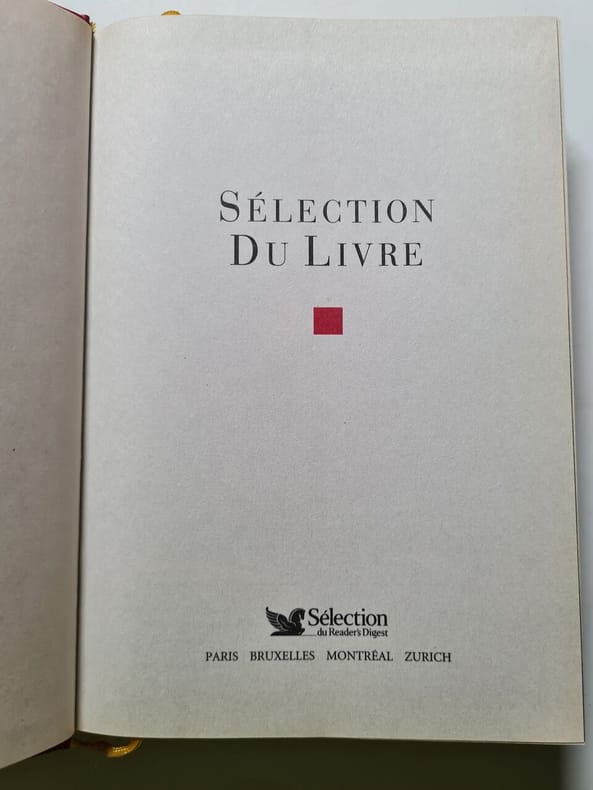 SÉLECTION
DU LIVRE
Sélection
du Reader's Digest
PARIS BRUXELLES MONTRÉAL ZURICH